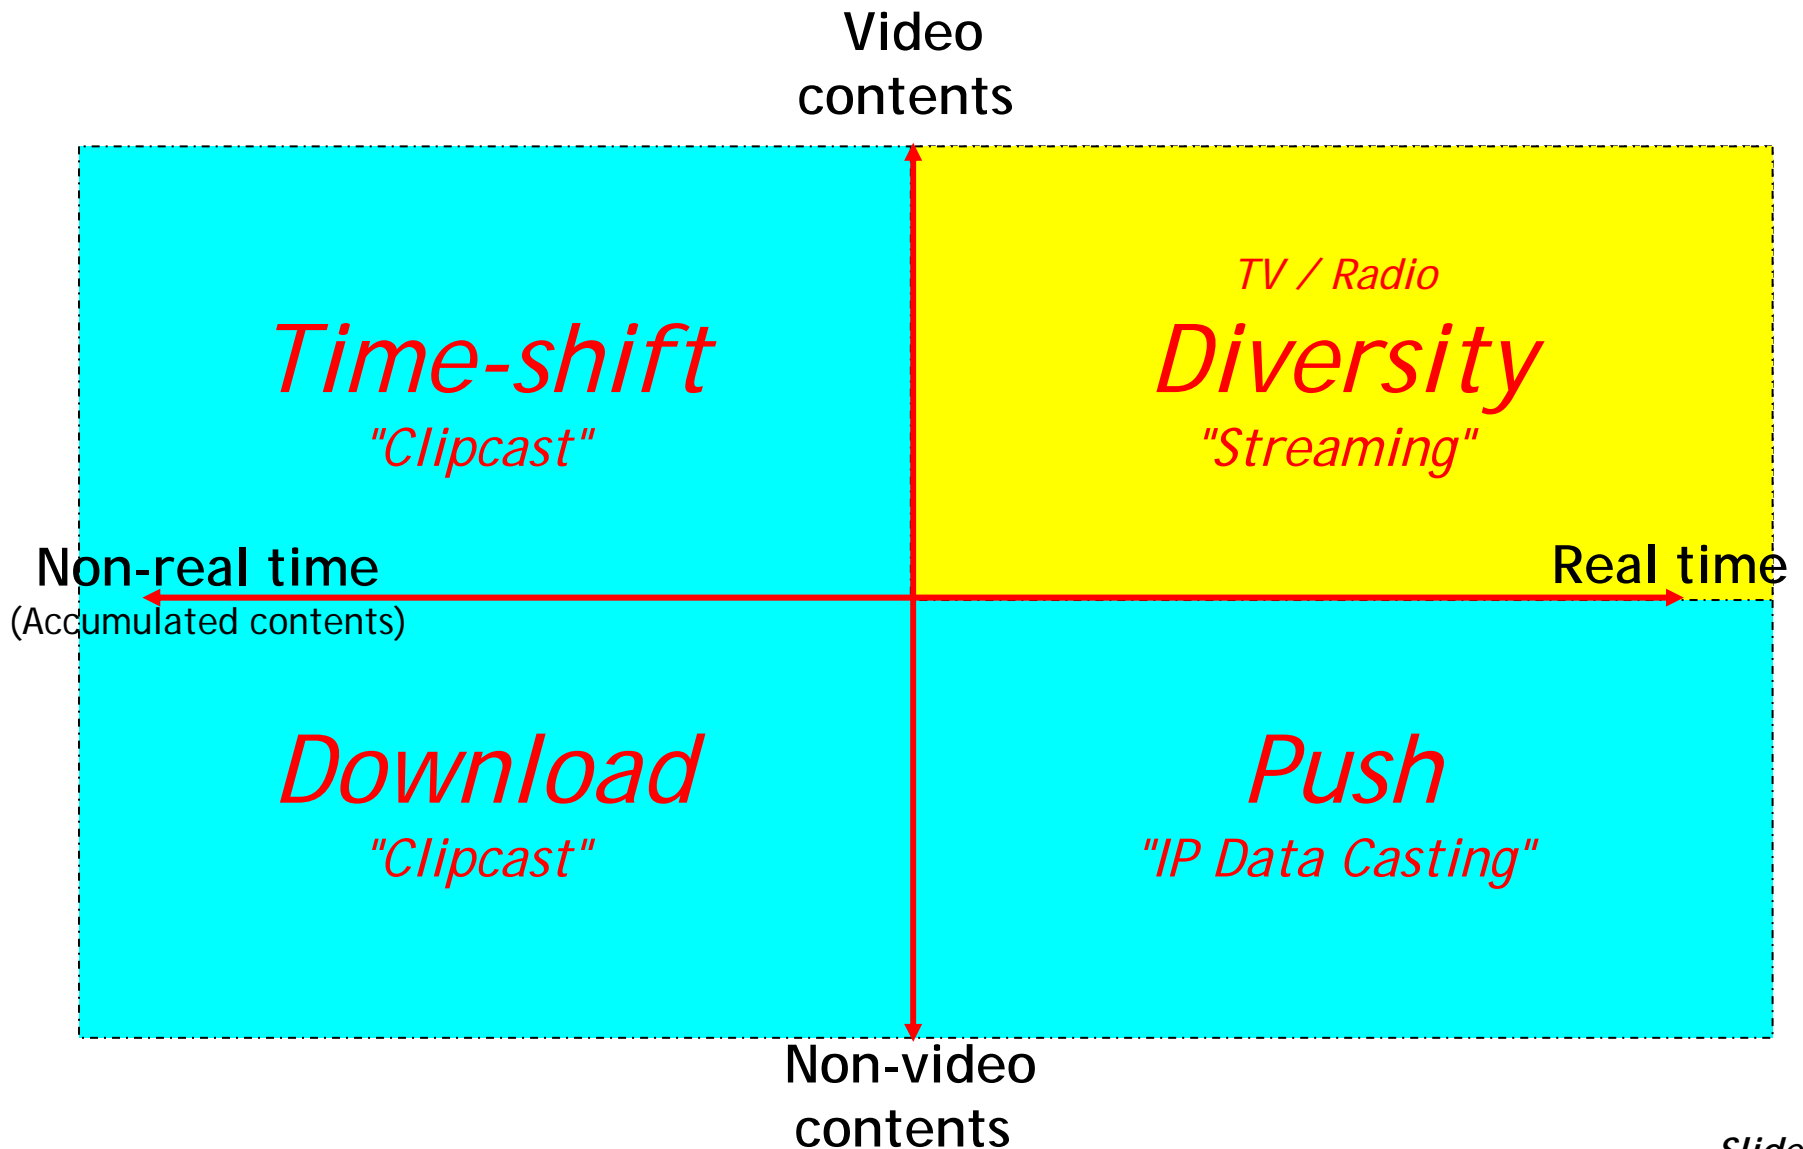 Video
contents
TV / Radio
Time-shift
Diversity
"Clipcast"
"Streaming"
Non-real time
Real time
(Accumulated contents)
Download
Push
"Clipcast"
"IP Data Casting"
Non-video
contents
Slide